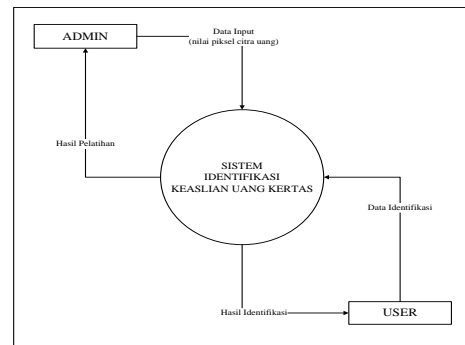 ADMIN
Data Input
(nilai piksel citra uang)
Hasil Pelatihan
SISTEM
IDENTIFIKASI
KEASLIAN UANG KERTAS
Data Identifikasi
Hasil Identifikasi
USER